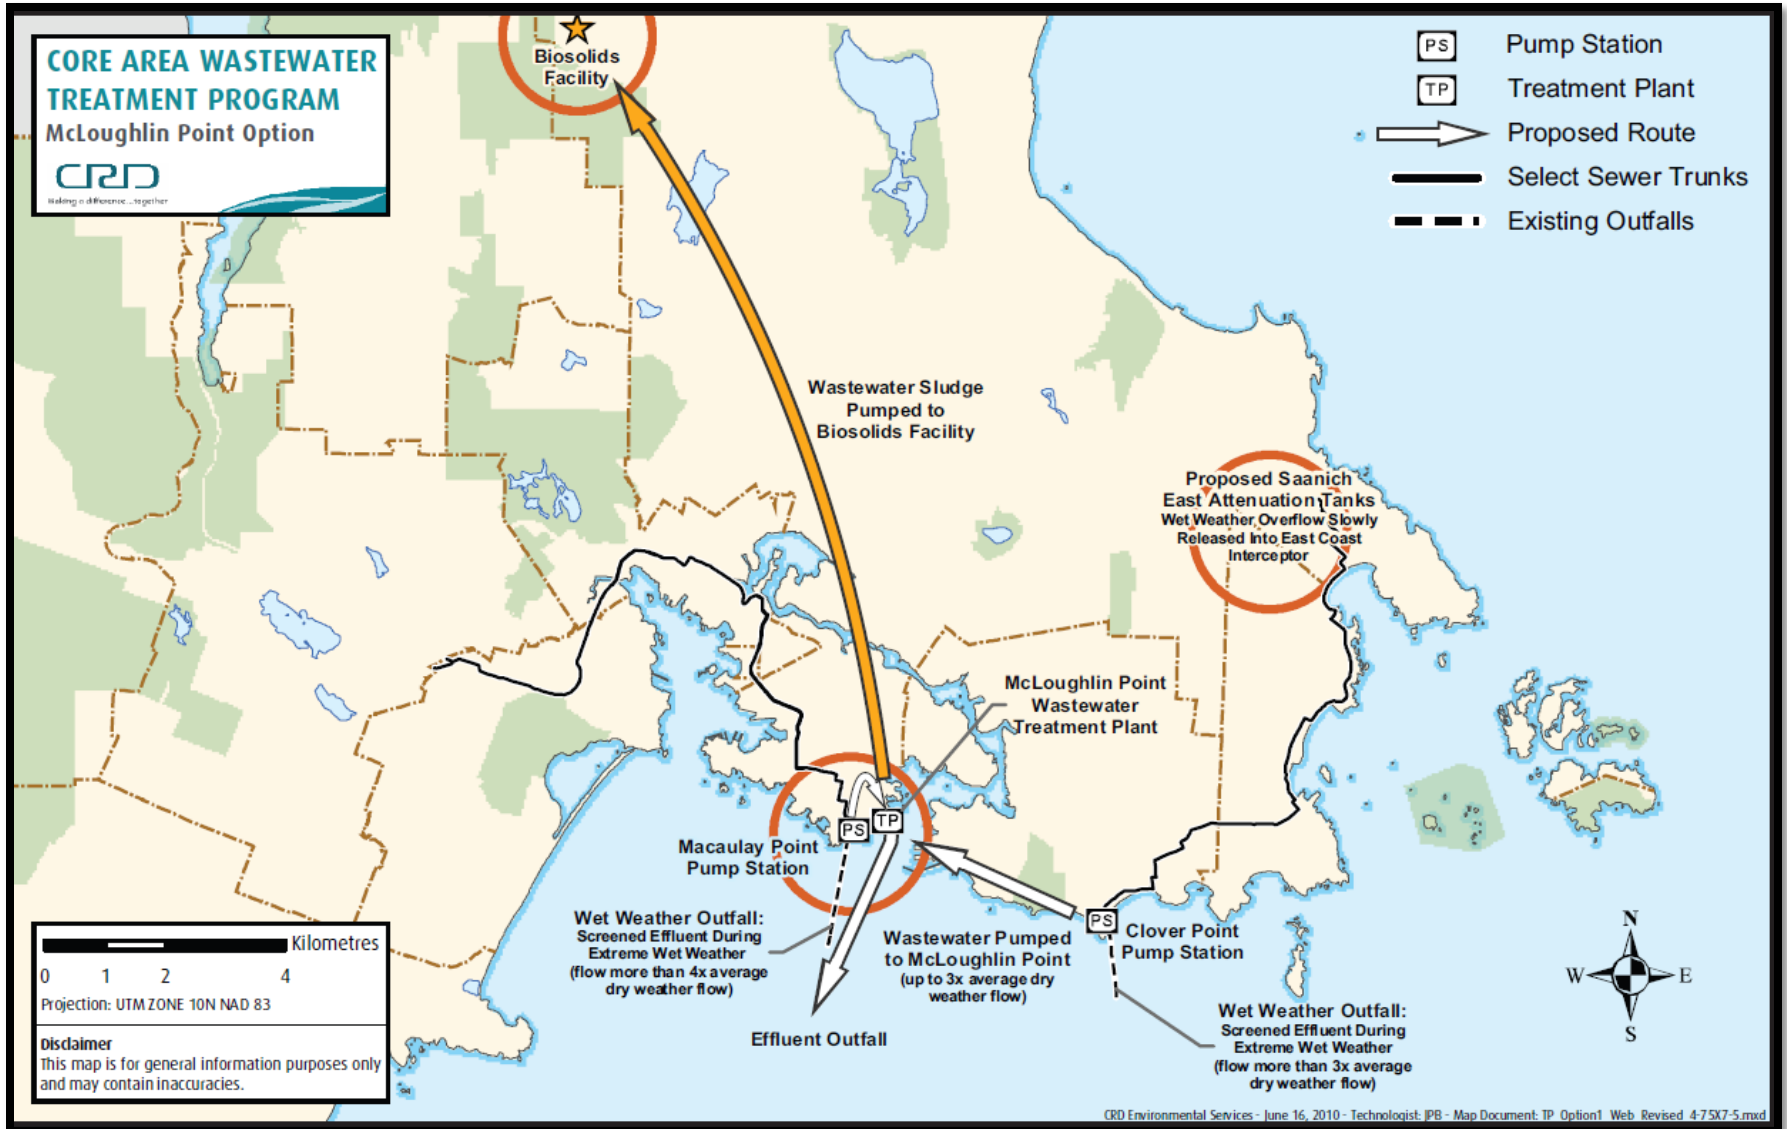 CORE AREA WASTEWATER
TREATMENT PROGRAM
McLoughlin Point Option
CRD
Making a difference...together
Biosolids
Facility
PS Pump Station
TP Treatment Plant
Proposed Route
Select Sewer Trunks
Existing Outfalls
Wastewater Sludge
Pumped to
Biosolids Facility
Proposed Saanich
East Attenuation Tanks
Wet Weather Overflow Slowly
Released Into East Coast
Interceptor
McLoughlin Point
Wastewater
Treatment Plant
PS
TP
Macaulay Point
Pump Station
PS
Clover Point
Pump Station
Wet Weather Outfall:
Screened Effluent During
Extreme Wet Weather
(flow more than 4x average
dry weather flow)
Wastewater Pumped
to McLoughlin Point
(up to 3x average dry
weather flow)
Effluent Outfall
Wet Weather Outfall:
Screened Effluent During
Extreme Wet Weather
(flow more than 3x average
dry weather flow)
N
W E
S
Kilometres
0 1 2 4
Projection: UTM ZONE 10N NAD 83
Disclaimer
This map is for general information purposes only
and may contain inaccuracies.
CRD Environmental Services - June 16, 2010 - Technologist: JPB - Map Document: TP_Option1_Web_Revised_4-75X7-5.mxd